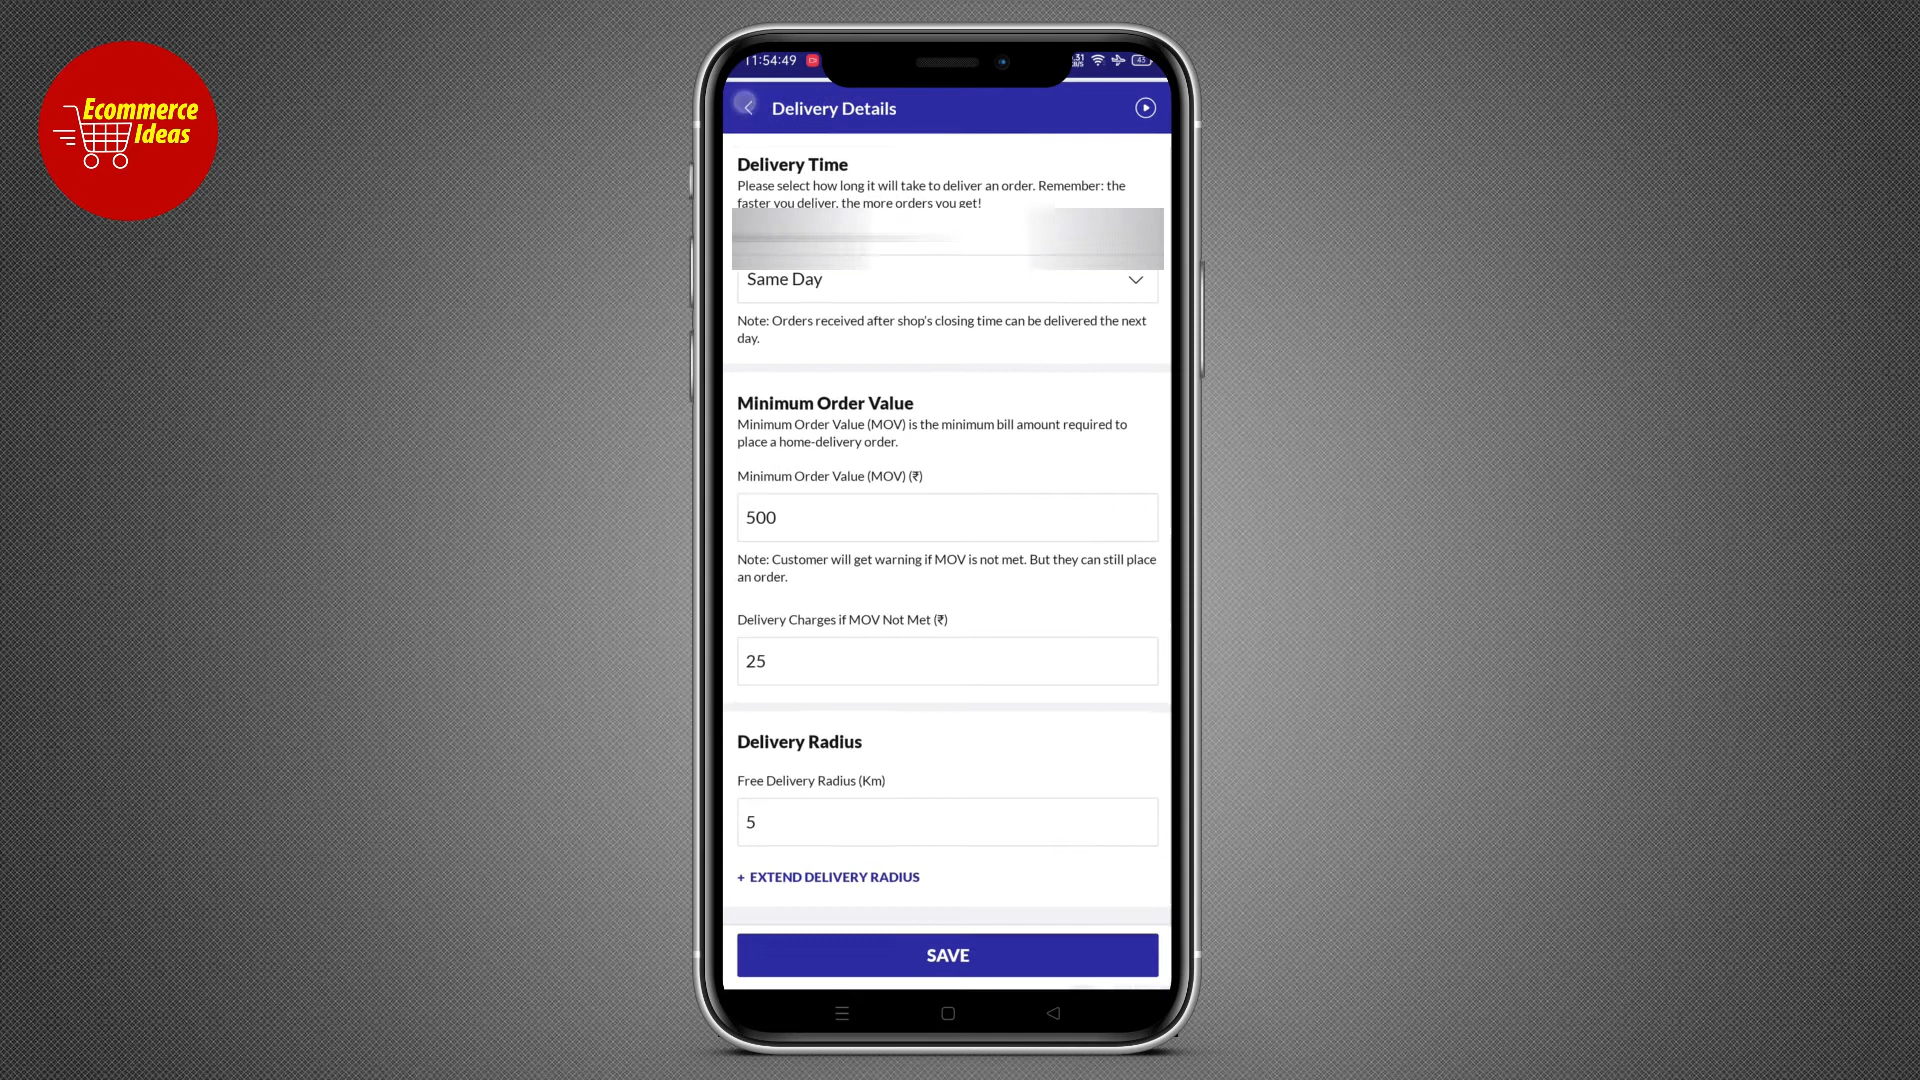 Ecommerce
Ideas
11:54:49
45
Delivery Details
Delivery Time
Please select how long it will take to deliver an order. Remember: the
faster you deliver, the more orders you get!
Same Day
Note: Orders received after shop's closing time can be delivered the next
day.
Minimum Order Value
Minimum Order Value (MOV) is the minimum bill amount required to
place a home-delivery order.
Minimum Order Value (MOV) (₹)
500
Note: Customer will get warning if MOV is not met. But they can still place
an order.
Delivery Charges if MOV Not Met (₹)
25
Delivery Radius
Free Delivery Radius (Km)
5
+ EXTEND DELIVERY RADIUS
SAVE